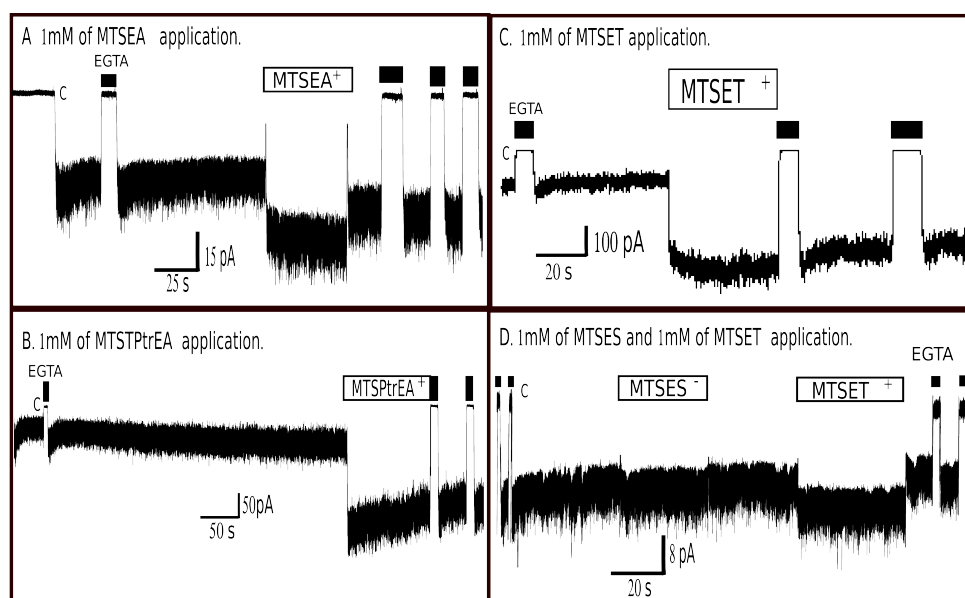 A 1mM of MTSEA application.
EGTA
C
MTSEA+
15 pA
25 s
C. 1mM of MTSET application.
EGTA
C
MTSET +
100 pA
20 s
B. 1mM of MTSTPtrEA application.
EGTA
C
MTSPtrEA+
50pA
50 s
D. 1mM of MTSES and 1mM of MTSET application.
EGTA
C
MTSES -
MTSET +
8 pA
20 s